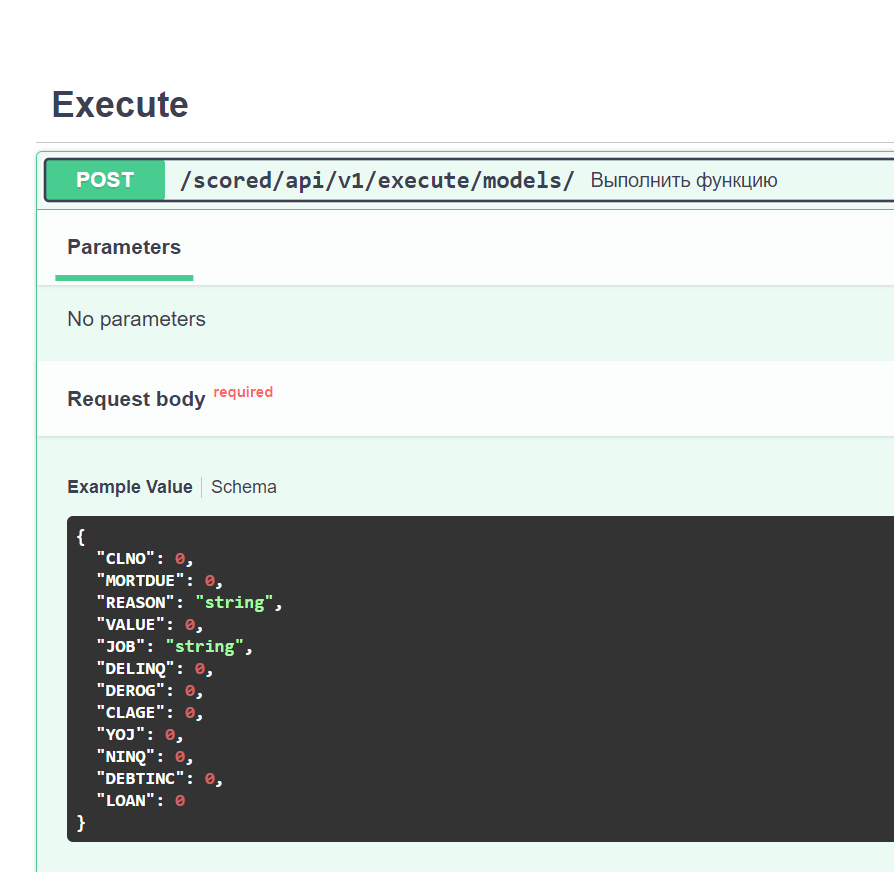 Execute
POST /scored/api/v1/execute/models/ Выполнить функцию
Parameters
No parameters
Request body required
Example Value Schema
{
"CLNO": 0,
"MORTDUE": 0,
"REASON": "string",
"VALUE": 0,
"JOB": "string",
"DELINQ": 0,
"DEROG": 0,
"CLAGE": 0,
"YOJ": 0,
"NINQ": 0,
"DEBTINC": 0,
"LOAN": 0
}